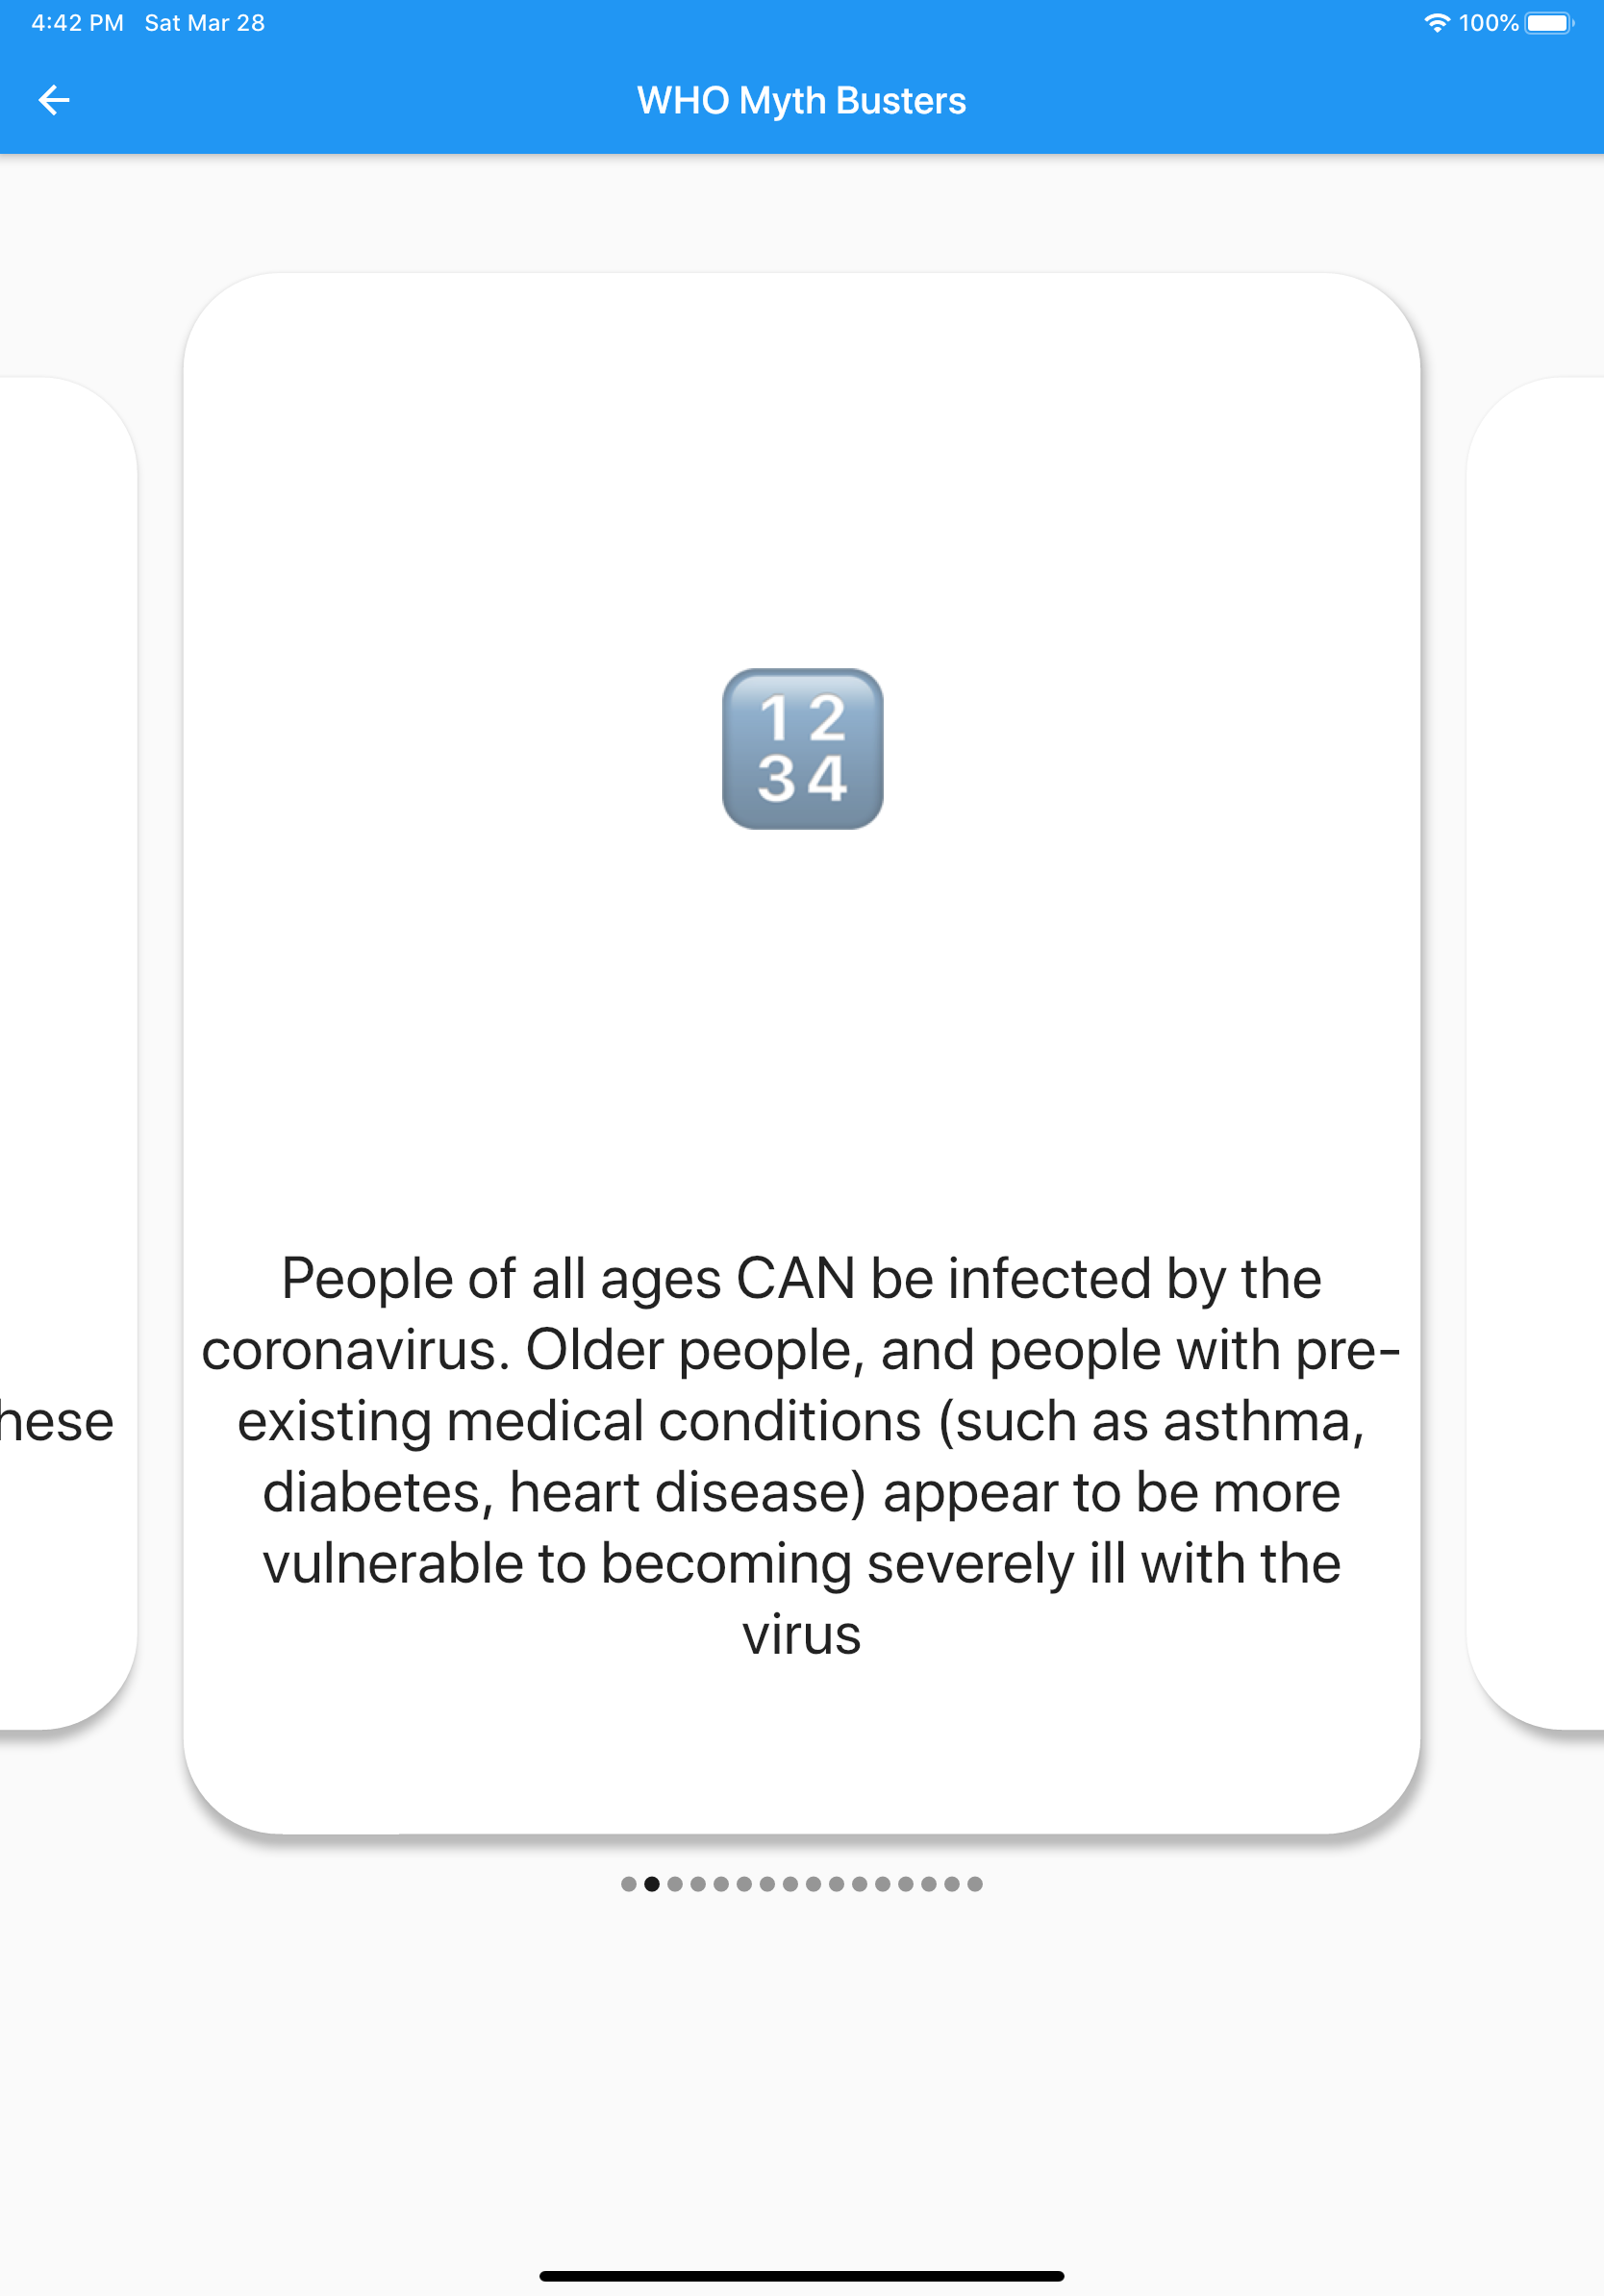 4:42 PM Sat Mar 28 100%
WHO Myth Busters
1 2
3 4
People of all ages CAN be infected by the
coronavirus. Older people, and people with pre-
existing medical conditions (such as asthma,
hese
diabetes, heart disease) appear to be more
vulnerable to becoming severely ill with the
virus